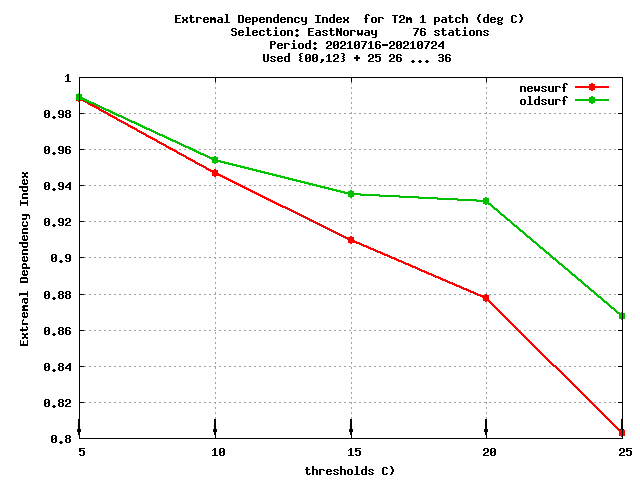 Extremal Dependency Index  for T2m 1 patch (deg C)
Selection: EastNorway     76 stations
Period: 20210716-20210724
Used {00,12} + 25 26 ... 36
newsurf
oldsurf
1
0.98
0.96
0.94
0.92
0.9
0.88
0.86
0.84
0.82
0.8
Extremal Dependency Index
5
10
15
20
25
thresholds C)